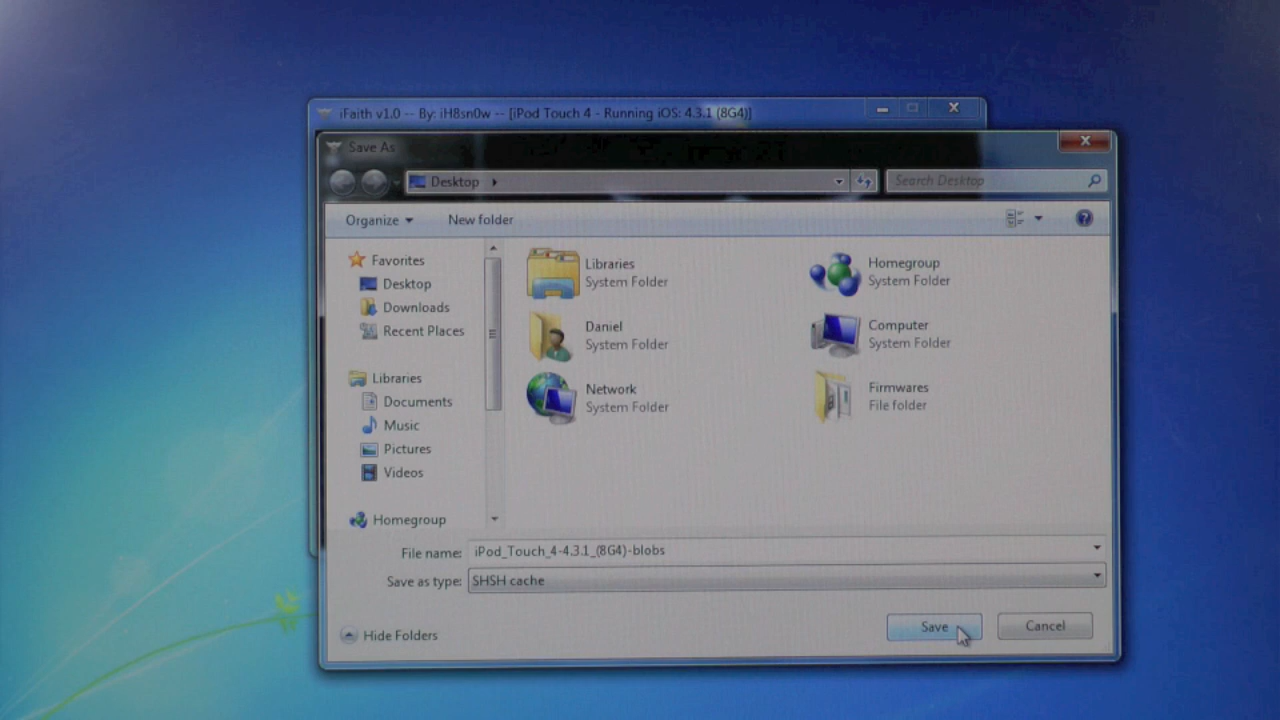 iFaith v1.0 -- By: iH8sn0w -- [iPod Touch 4 - Running iOS: 4.3.1 (8G4)]
Save As
Desktop
Search Desktop
Organize
New folder
Favorites
Desktop
Downloads
Recent Places
Libraries
Documents
Music
Pictures
Videos
Homegroup
Libraries
System Folder
Homegroup
System Folder
Daniel
System Folder
Computer
System Folder
Network
System Folder
Firmwares
File folder
File name: iPod_Touch_4-4.3.1_(8G4)-blobs
Save as type: SHSH cache
Hide Folders
Save
Cancel